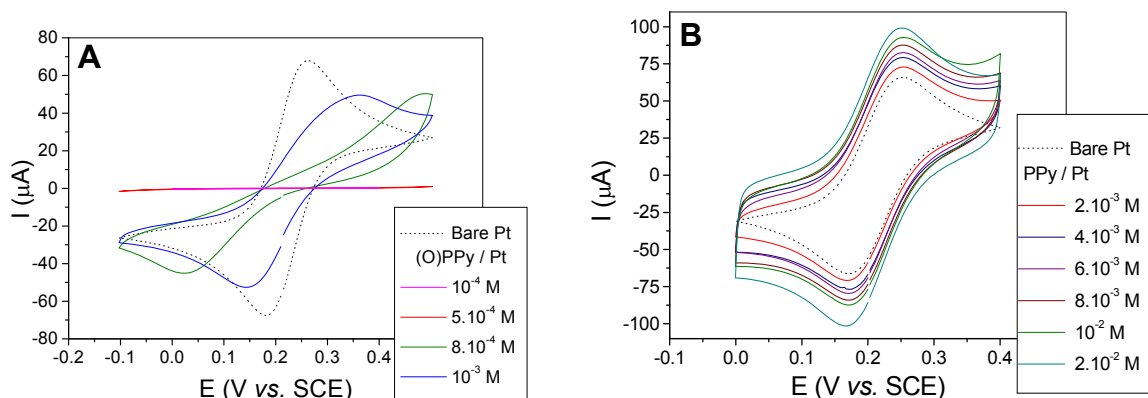 A
80
60
40
20
0
-20
-40
-60
-80
-0.2
-0.1
0.0
0.1
0.2
0.3
0.4
I (μA)
E (V vs. SCE)
Bare Pt
(O)PPy / Pt
10⁻⁴ M
5.10⁻⁴ M
8.10⁻⁴ M
10⁻³ M
B
100
75
50
25
0
-25
-50
-75
-100
-0.1
0.0
0.1
0.2
0.3
0.4
I (μA)
E (V vs. SCE)
Bare Pt
PPy / Pt
2.10⁻³ M
4.10⁻³ M
6.10⁻³ M
8.10⁻³ M
10⁻² M
2.10⁻² M